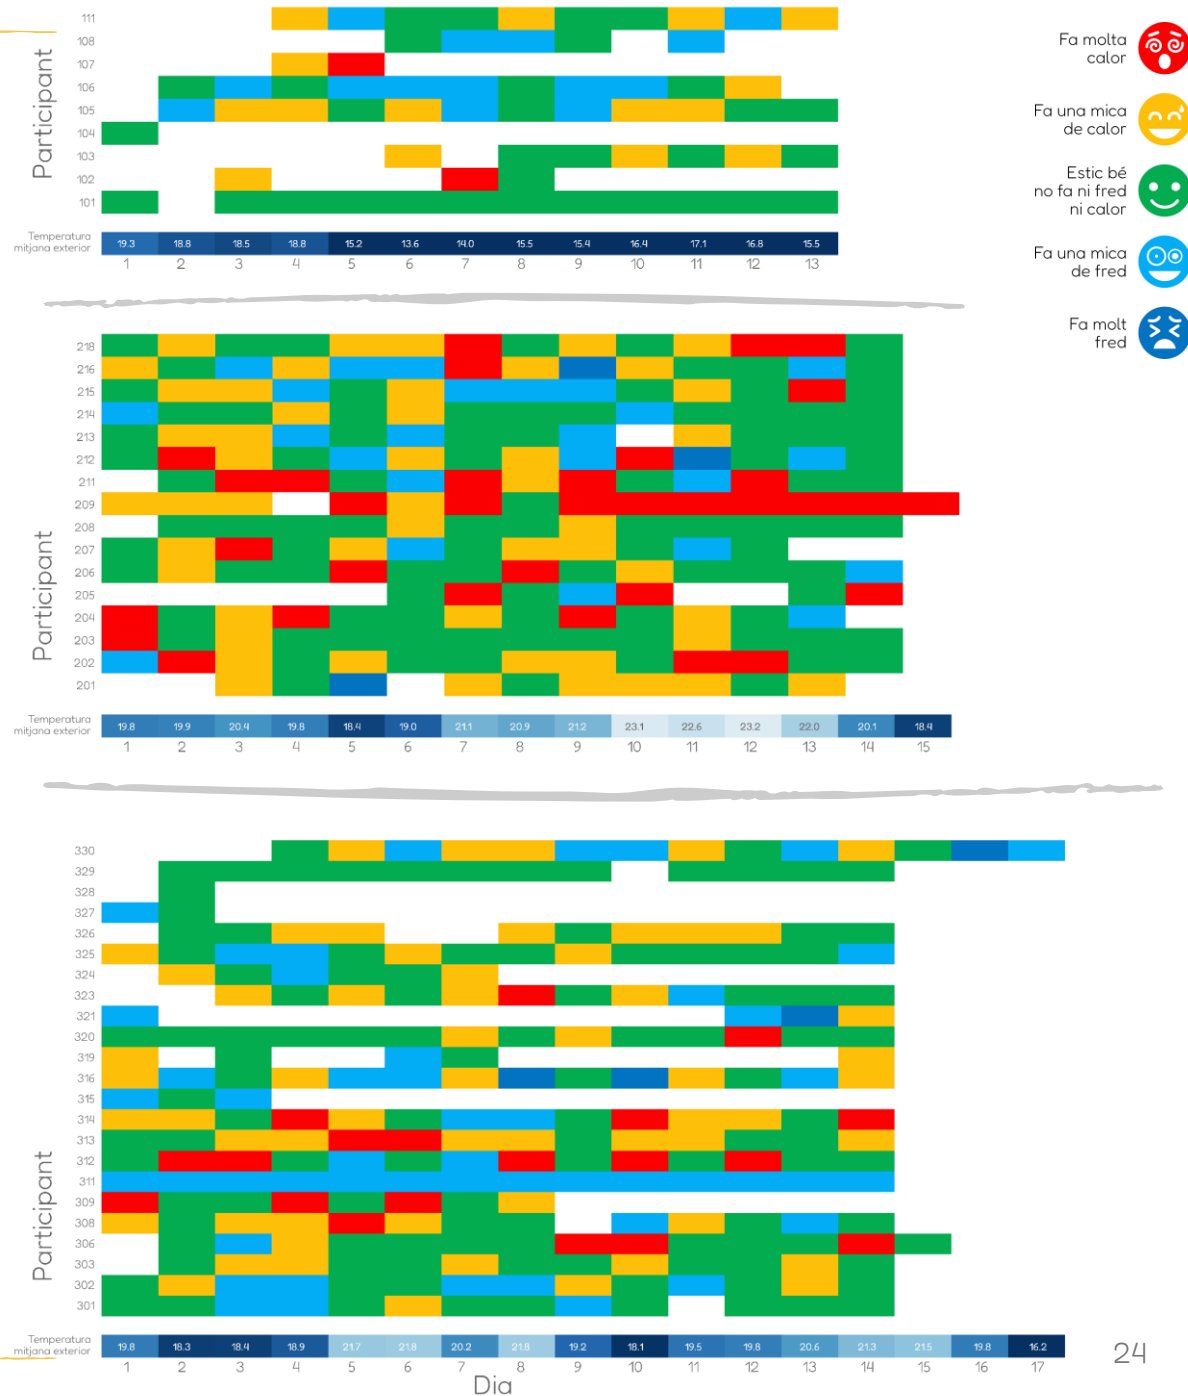 111
108
107
106
105
104
103
102
101
Participant
Temperatura
mitjana exterior
19.3 18.8 18.5 18.8 15.2 13.6 14.0 15.5 15.4 16.4 17.1 16.8 15.5
1 2 3 4 5 6 7 8 9 10 11 12 13
Fa molta
calor
Fa una mica
de calor
Estic bé
no fa ni fred
ni calor
Fa una mica
de fred
Fa molt
fred
218
216
215
214
213
212
211
209
208
207
206
205
204
203
202
201
Participant
Temperatura
mitjana exterior
19.8 19.9 20.4 19.8 18.4 19.0 21.1 20.9 21.2 23.1 22.6 23.2 22.0 20.1 18.4
1 2 3 4 5 6 7 8 9 10 11 12 13 14 15
330
329
328
327
326
325
324
323
321
320
319
316
315
314
313
312
311
309
308
306
303
302
301
Participant
Temperatura
mitjana exterior
19.8 18.3 18.4 18.9 21.7 21.8 20.2 21.8 19.2 18.1 19.5 19.8 20.6 21.3 21.5 19.8 16.2
1 2 3 4 5 6 7 8 9 10 11 12 13 14 15 16 17
Dia
24